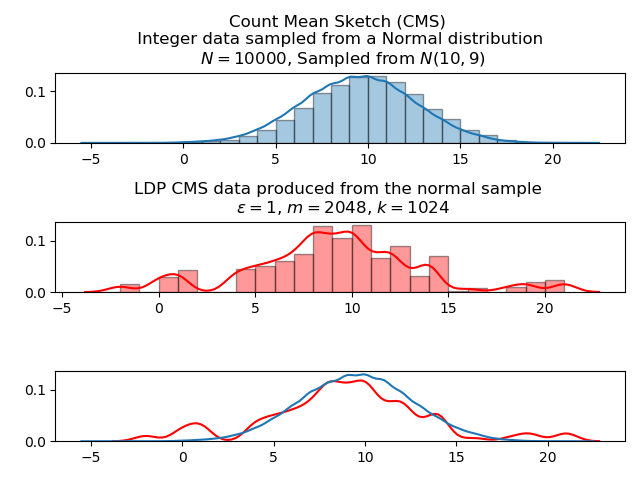 Count Mean Sketch (CMS)
Integer data sampled from a Normal distribution
N = 10000, Sampled from N(10, 9)
0.1
0.0
−5 0 5 10 15 20
LDP CMS data produced from the normal sample
ε = 1, m = 2048, k = 1024
0.1
0.0
−5 0 5 10 15 20
0.1
0.0
−5 0 5 10 15 20